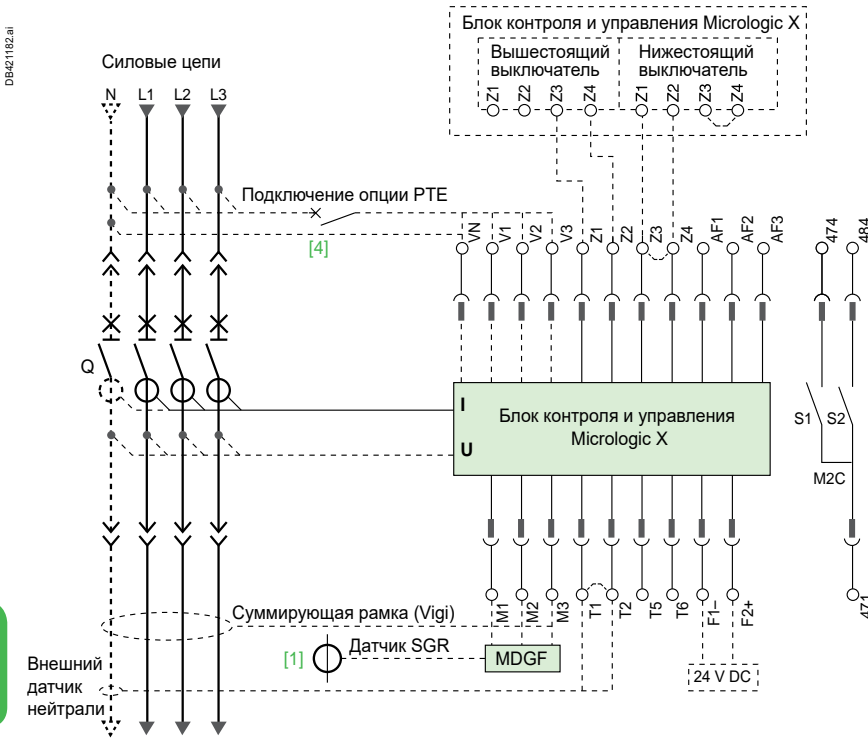 DB421182.ai
Блок контроля и управления Micrologic X
Вышестоящий
выключатель
Нижестоящий
выключатель
Z1
Z2
Z3
Z4
Z1
Z2
Z3
Z4
Силовые цепи
N
L1
L2
L3
Подключение опции PTE
[4]
VN
V1
V2
V3
Z1
Z2
Z3
Z4
AF1
AF2
AF3
474
484
Q
I
U
Блок контроля и управления
Micrologic X
S1
S2
M2C
M1
M2
M3
T1
T2
T5
T6
F1–
F2+
471
Суммирующая рамка (Vigi)
[1]
Датчик SGR
MDGF
24 V DC
Внешний
датчик
нейтрали